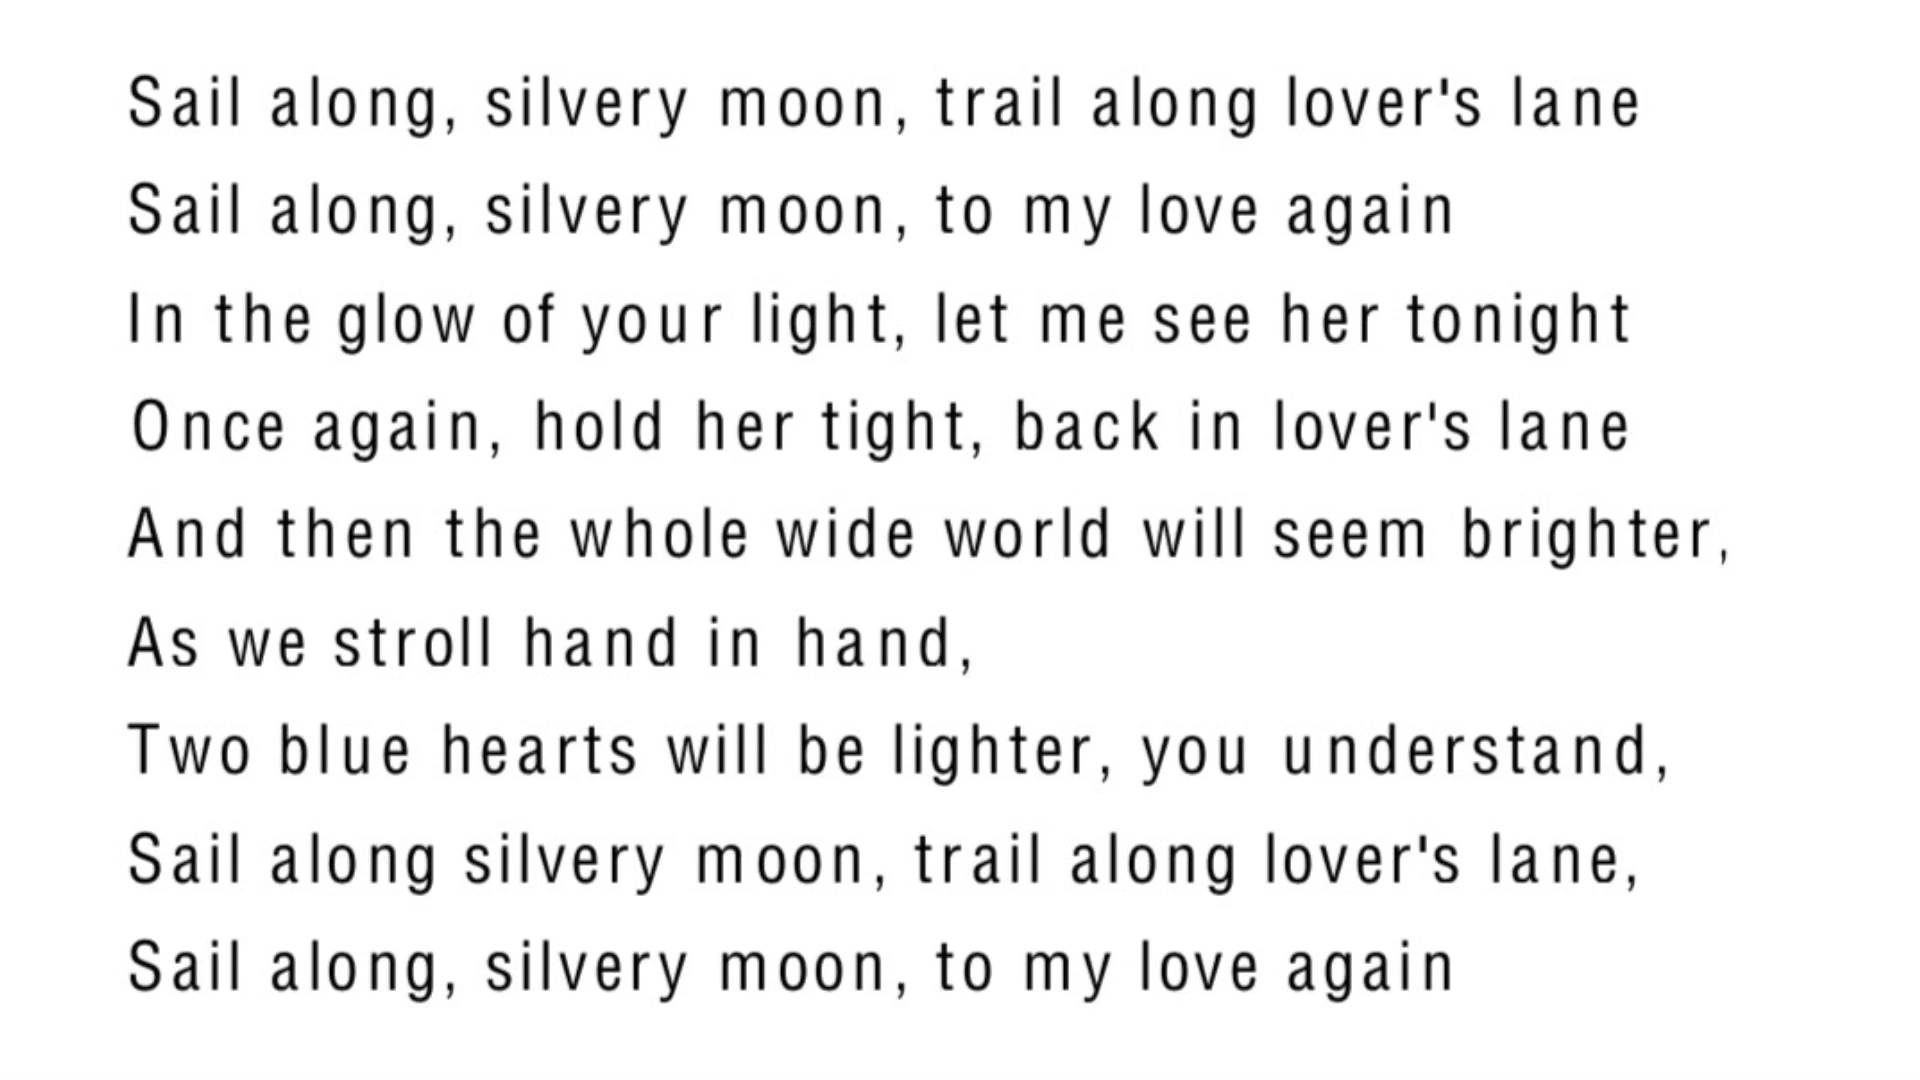 Sail along, silvery moon, trail along lover's lane
Sail along, silvery moon, to my love again
In the glow of your light, let me see her tonight
Once again, hold her tight, back in lover's lane
And then the whole wide world will seem brighter,
As we stroll hand in hand,
Two blue hearts will be lighter, you understand,
Sail along silvery moon, trail along lover's lane,
Sail along, silvery moon, to my love again